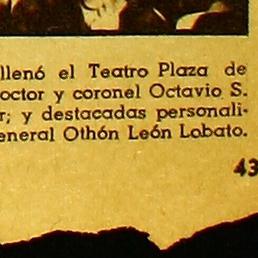 llenó el Teatro Plaza de
octor y coronel Octavio S.
r; y destacadas personali-
eneral Othón León Lobato.
43